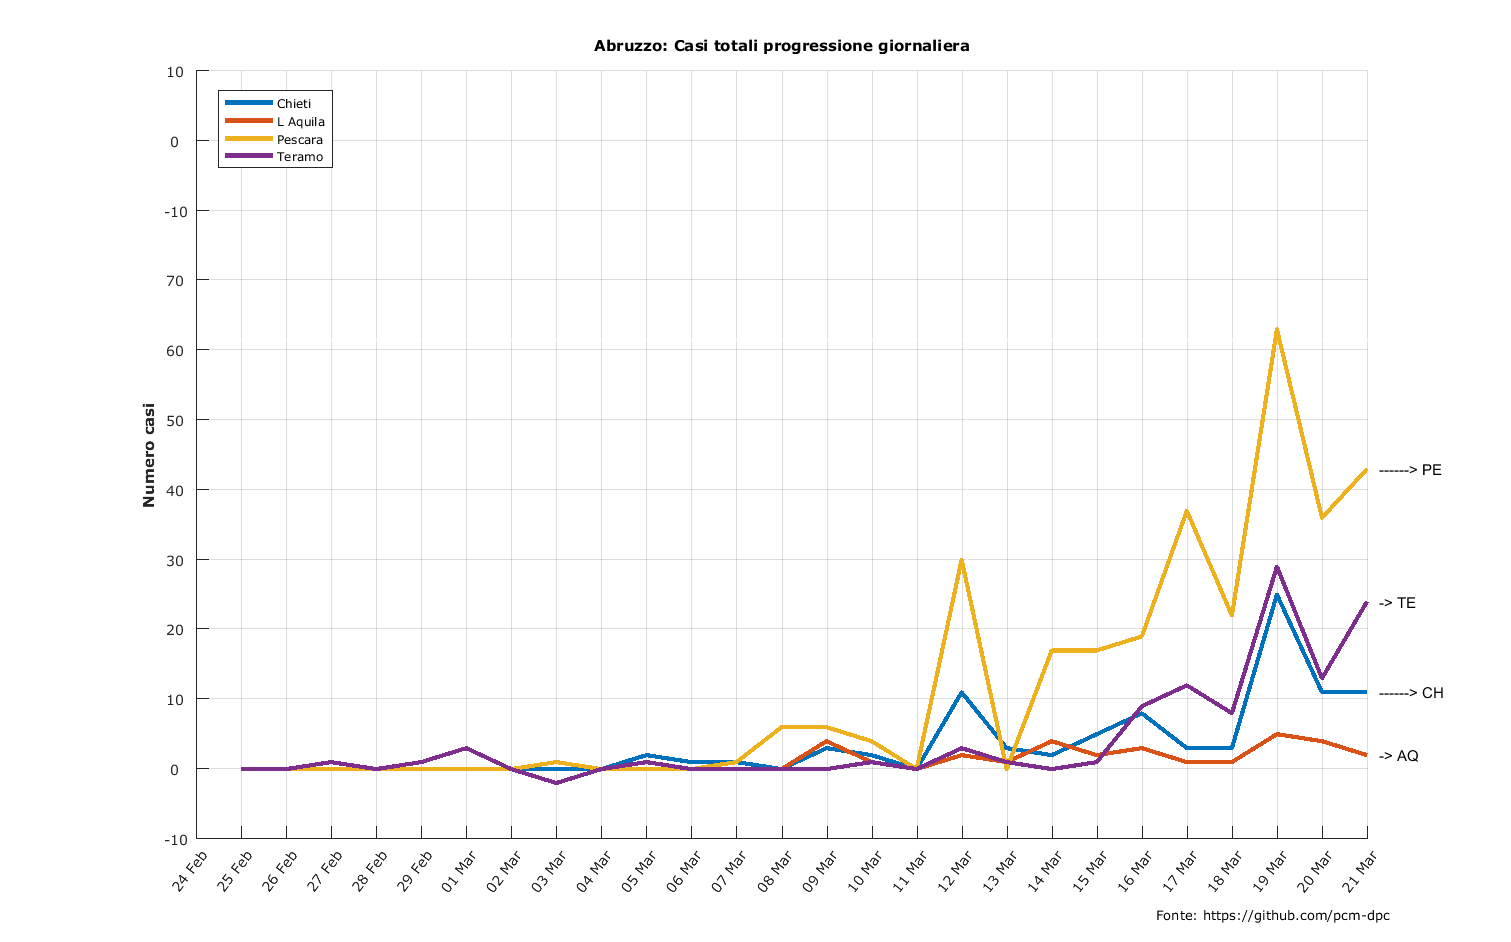 Abruzzo: Casi totali progressione giornaliera
10
0
-10
70
60
50
40
30
20
10
0
-10
Numero casi
Chieti
L Aquila
Pescara
Teramo
------> PE
-> TE
------> CH
-> AQ
24 Feb
25 Feb
26 Feb
27 Feb
28 Feb
29 Feb
01 Mar
02 Mar
03 Mar
04 Mar
05 Mar
06 Mar
07 Mar
08 Mar
09 Mar
10 Mar
11 Mar
12 Mar
13 Mar
14 Mar
15 Mar
16 Mar
17 Mar
18 Mar
19 Mar
20 Mar
21 Mar
Fonte: https://github.com/pcm-dpc